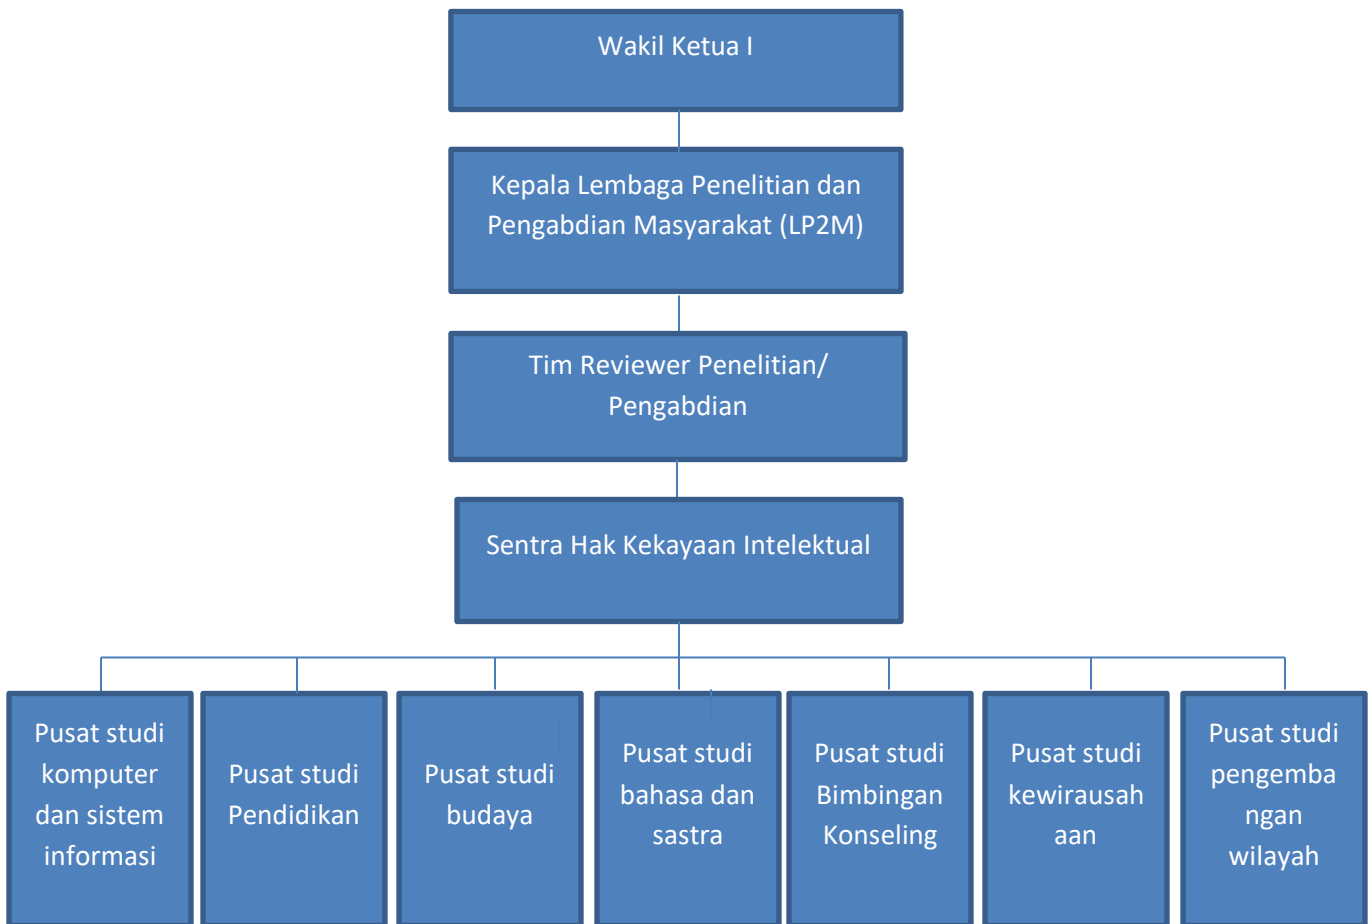 Wakil Ketua I
Kepala Lembaga Penelitian dan
Pengabdian Masyarakat (LP2M)
Tim Reviewer Penelitian/
Pengabdian
Sentra Hak Kekayaan Intelektual
Pusat studi
komputer
dan sistem
informasi
Pusat studi
Pendidikan
Pusat studi
budaya
Pusat studi
bahasa dan
sastra
Pusat studi
Bimbingan
Konseling
Pusat studi
kewirausah
aan
Pusat studi
pengemba
ngan
wilayah